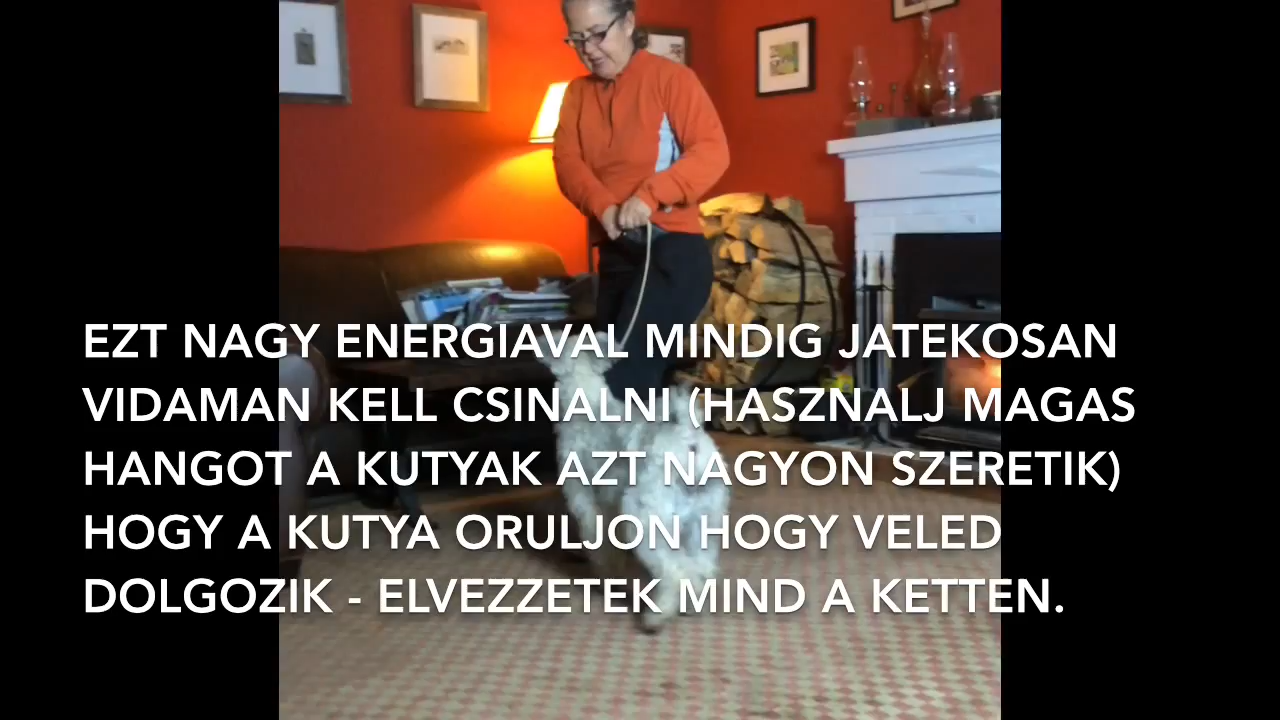 EZT NAGY ENERGIAVAL MINDIG JATEKOSAN
VIDAMAN KELL CSINALNI (HASZNALJ MAGAS
HANGOT A KUTYAK AZT NAGYON SZERETIK)
HOGY A KUTYA ORULJON HOGY VELED
DOLGOZIK - ELVEZZETEK MIND A KETTEN.